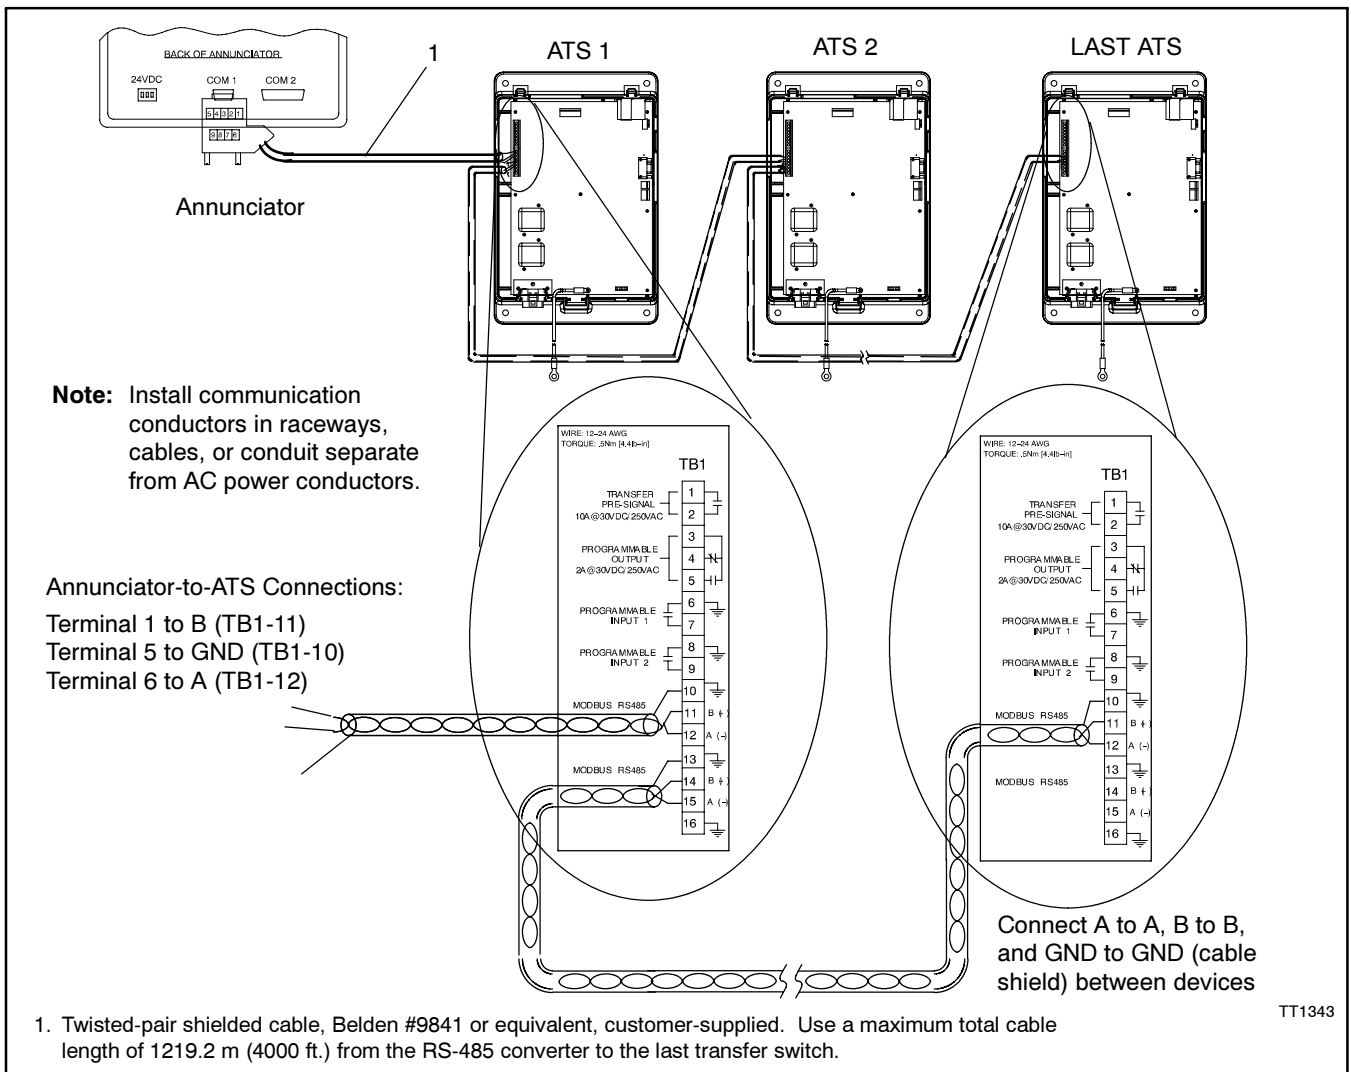 BACK OF ANNUNCIATOR
24VDC
COM 1
COM 2
5 4 3 2 1
9 8 7 6
Annunciator
1
ATS 1
ATS 2
LAST ATS
Note: Install communication
conductors in raceways,
cables, or conduit separate
from AC power conductors.
Annunciator-to-ATS Connections:
Terminal 1 to B (TB1-11)
Terminal 5 to GND (TB1-10)
Terminal 6 to A (TB1-12)
WIRE: 12–24 AWG
TORQUE: .5Nm [4.4lb–in]
TB1
TRANSFER
PRE-SIGNAL
10A@30VDC/250VAC
PROGRAMMABLE
OUTPUT
2A@30VDC/250VAC
PROGRAMMABLE
INPUT 1
PROGRAMMABLE
INPUT 2
MODBUS RS485
MODBUS RS485
1
2
3
4
5
6
7
8
9
10
11 B (+)
12 A (–)
13
14 B (+)
15 A (–)
16
WIRE: 12–24 AWG
TORQUE: .5Nm [4.4lb–in]
TB1
TRANSFER
PRE-SIGNAL
10A@30VDC/250VAC
PROGRAMMABLE
OUTPUT
2A@30VDC/250VAC
PROGRAMMABLE
INPUT 1
PROGRAMMABLE
INPUT 2
MODBUS RS485
MODBUS RS485
1
2
3
4
5
6
7
8
9
10
11 B (+)
12 A (–)
13
14 B (+)
15 A (–)
16
Connect A to A, B to B,
and GND to GND (cable
shield) between devices
TT1343
1. Twisted-pair shielded cable, Belden #9841 or equivalent, customer-supplied. Use a maximum total cable
length of 1219.2 m (4000 ft.) from the RS-485 converter to the last transfer switch.